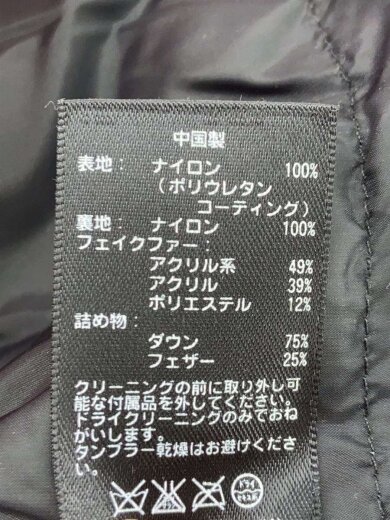 中国製
表地: ナイロン 100%
(ポリウレタン
コーティング)
裏地: ナイロン 100%
フェイクファー:
アクリル系 49%
アクリル 39%
ポリエステル 12%
詰め物:
ダウン 75%
フェザー 25%
クリーニングの前に取り外し可
能な付属品を外してください。
ドライクリーニングのみでおね
がいします。
タンブラー乾燥はお避けくださ
い。
ドライ